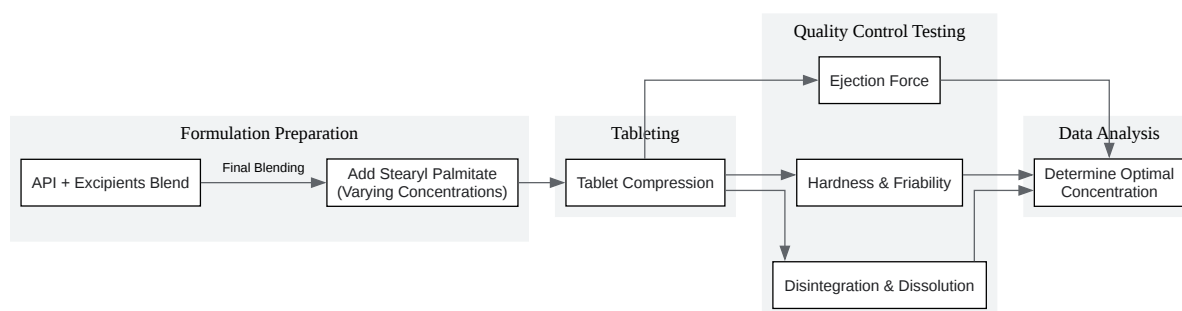 Quality Control Testing
Ejection Force
Formulation Preparation
Tableting
Data Analysis
API + Excipients Blend
Final Blending
Add Stearyl Palmitate
(Varying Concentrations)
Tablet Compression
Hardness & Friability
Determine Optimal
Concentration
Disintegration & Dissolution